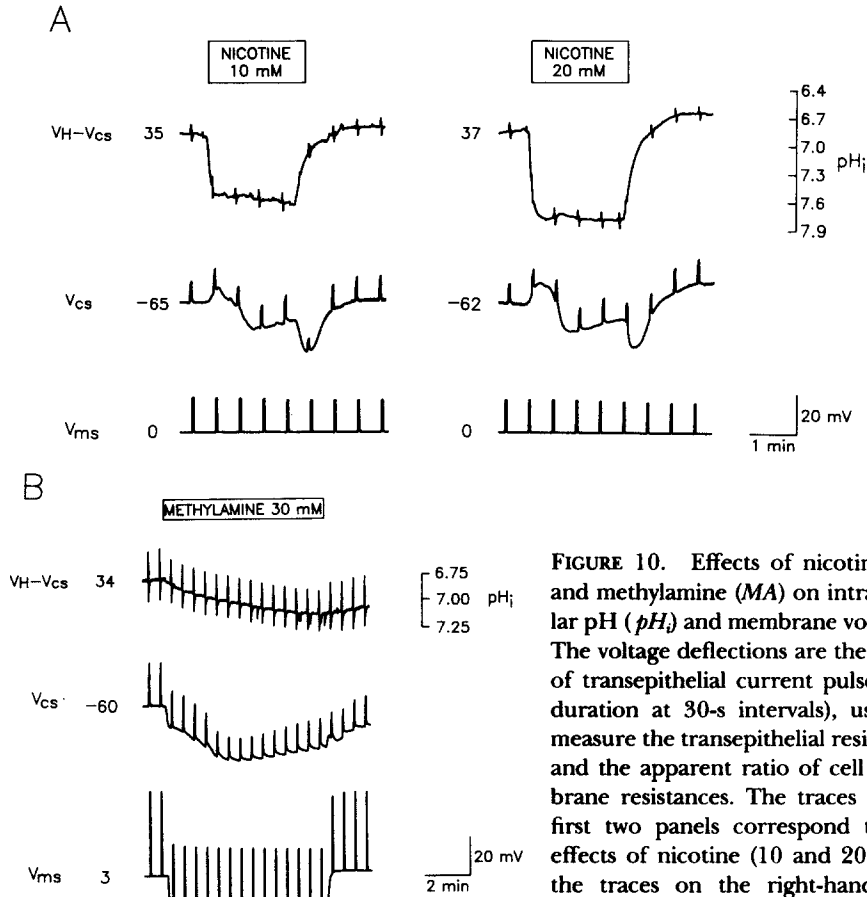 A
NICOTINE
10 mM
NICOTINE
20 mM
VH–Vcs 35
37
6.4
6.7
7.0
7.3
7.6
7.9
pHi
Vcs −65
−62
Vms 0
0
20 mV
1 min
B
METHYLAMINE 30 mM
VH–Vcs 34
6.75
7.00
7.25
pHi
Vcs −60
Vms 3
20 mV
2 min
FIGURE 10. Effects of nicotin
and methylamine (MA) on intra
lar pH (pHi) and membrane vo
The voltage deflections are the
of transepithelial current pulse
duration at 30-s intervals), us
measure the transepithelial resi
and the apparent ratio of cell
brane resistances. The traces
first two panels correspond t
effects of nicotine (10 and 20
the traces on the right-hand